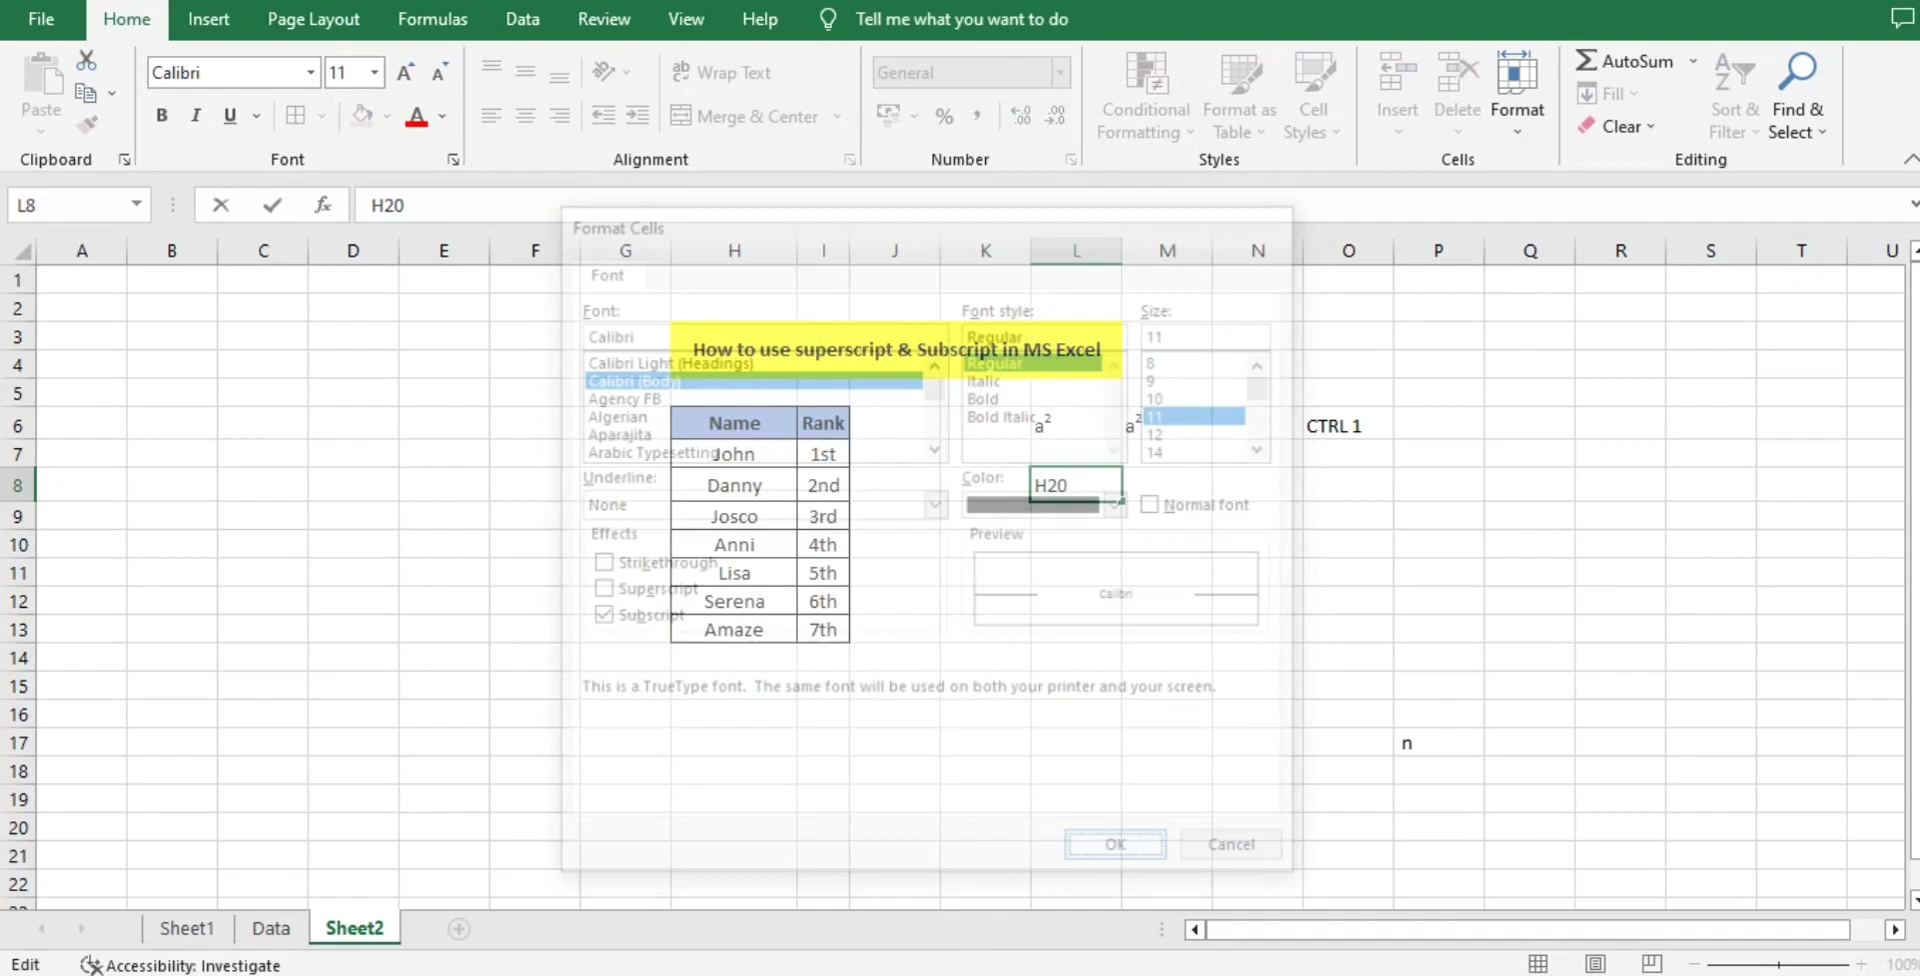 File Home Insert Page Layout Formulas Data Review View Help Tell me what you want to do
Calibri 11 Wrap Text General AutoSum
Paste B I U Merge & Center % Conditional Formatting Format as Table Cell Styles Insert Delete Format Fill Clear Sort & Filter Find & Select
Clipboard Font Alignment Number Styles Cells Editing
L8 fx H20
Format Cells
A B C D E F G H I J K L M N O P Q R S T U
Font
1
2
Font: Font style: Size:
3
Calibri Regular 11
How to use superscript & Subscript in MS Excel
4
Calibri Light (Headings) Regular 8
Calibri (Body) Italic 9
5
Agency FB Bold 10
Algerian Bold Italic 11
6 Name Rank a2 a2 CTRL 1
Aparajita 12
Arabic Typesetting 14
7 John 1st
Underline: Color:
8 Danny 2nd H20
None Normal font
9 Josco 3rd
Effects Preview
10 Anni 4th
Strikethrough
11 Lisa 5th
Superscript Calibri
12 Serena 6th
Subscript
13 Amaze 7th
14
15 This is a TrueType font. The same font will be used on both your printer and your screen.
16
17 n
18
19
20
OK Cancel
21
22
Sheet1 Data Sheet2
Edit Accessibility: Investigate